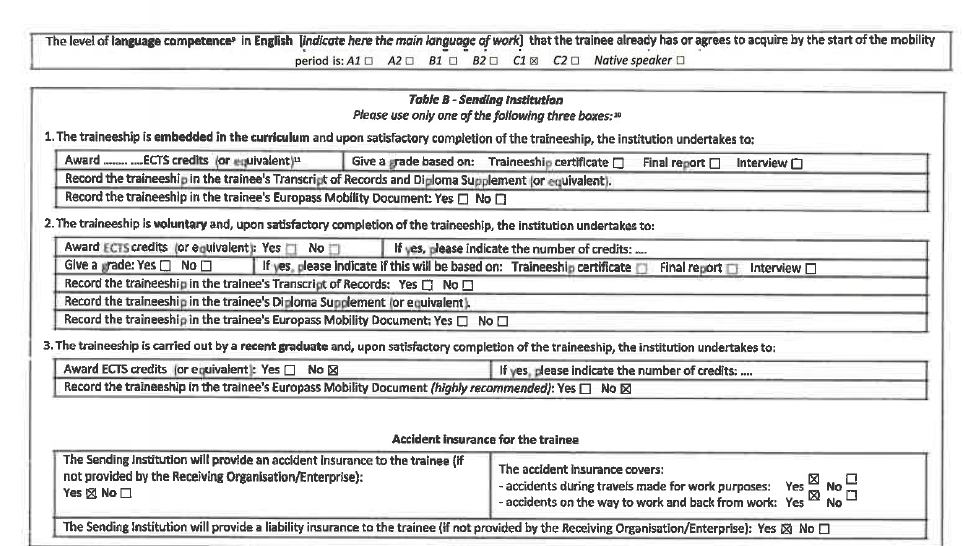 The level of language competence⁹ in English [indicate here the main language of work] that the trainee already has or agrees to acquire by the start of the mobility
period is: A1 ☐ A2 ☐ B1 ☐ B2 ☐ C1 ☒ C2 ☐ Native speaker ☐
Table B - Sending Institution
Please use only one of the following three boxes:¹⁰
1. The traineeship is embedded in the curriculum and upon satisfactory completion of the traineeship, the institution undertakes to:
Award ........ ....ECTS credits (or equivalent)¹¹ Give a grade based on: Traineeship certificate ☐ Final report ☐ Interview ☐
Record the traineeship in the trainee's Transcript of Records and Diploma Supplement (or equivalent).
Record the traineeship in the trainee's Europass Mobility Document: Yes ☐ No ☐
2. The traineeship is voluntary and, upon satisfactory completion of the traineeship, the institution undertakes to:
Award ECTS credits (or equivalent): Yes ☐ No ☐ If yes, please indicate the number of credits: ....
Give a grade: Yes ☐ No ☐ If yes, please indicate if this will be based on: Traineeship certificate ☐ Final report ☐ Interview ☐
Record the traineeship in the trainee's Transcript of Records: Yes ☐ No ☐
Record the traineeship in the trainee's Diploma Supplement (or equivalent).
Record the traineeship in the trainee's Europass Mobility Document: Yes ☐ No ☐
3. The traineeship is carried out by a recent graduate and, upon satisfactory completion of the traineeship, the institution undertakes to:
Award ECTS credits (or equivalent): Yes ☐ No ☒ If yes, please indicate the number of credits: ....
Record the traineeship in the trainee's Europass Mobility Document (highly recommended): Yes ☐ No ☒
Accident insurance for the trainee
The Sending Institution will provide an accident insurance to the trainee (if
not provided by the Receiving Organisation/Enterprise):
Yes ☒ No ☐
The accident insurance covers:
- accidents during travels made for work purposes: Yes ☒ No ☐
- accidents on the way to work and back from work: Yes ☒ No ☐
The Sending Institution will provide a liability insurance to the trainee (if not provided by the Receiving Organisation/Enterprise): Yes ☒ No ☐